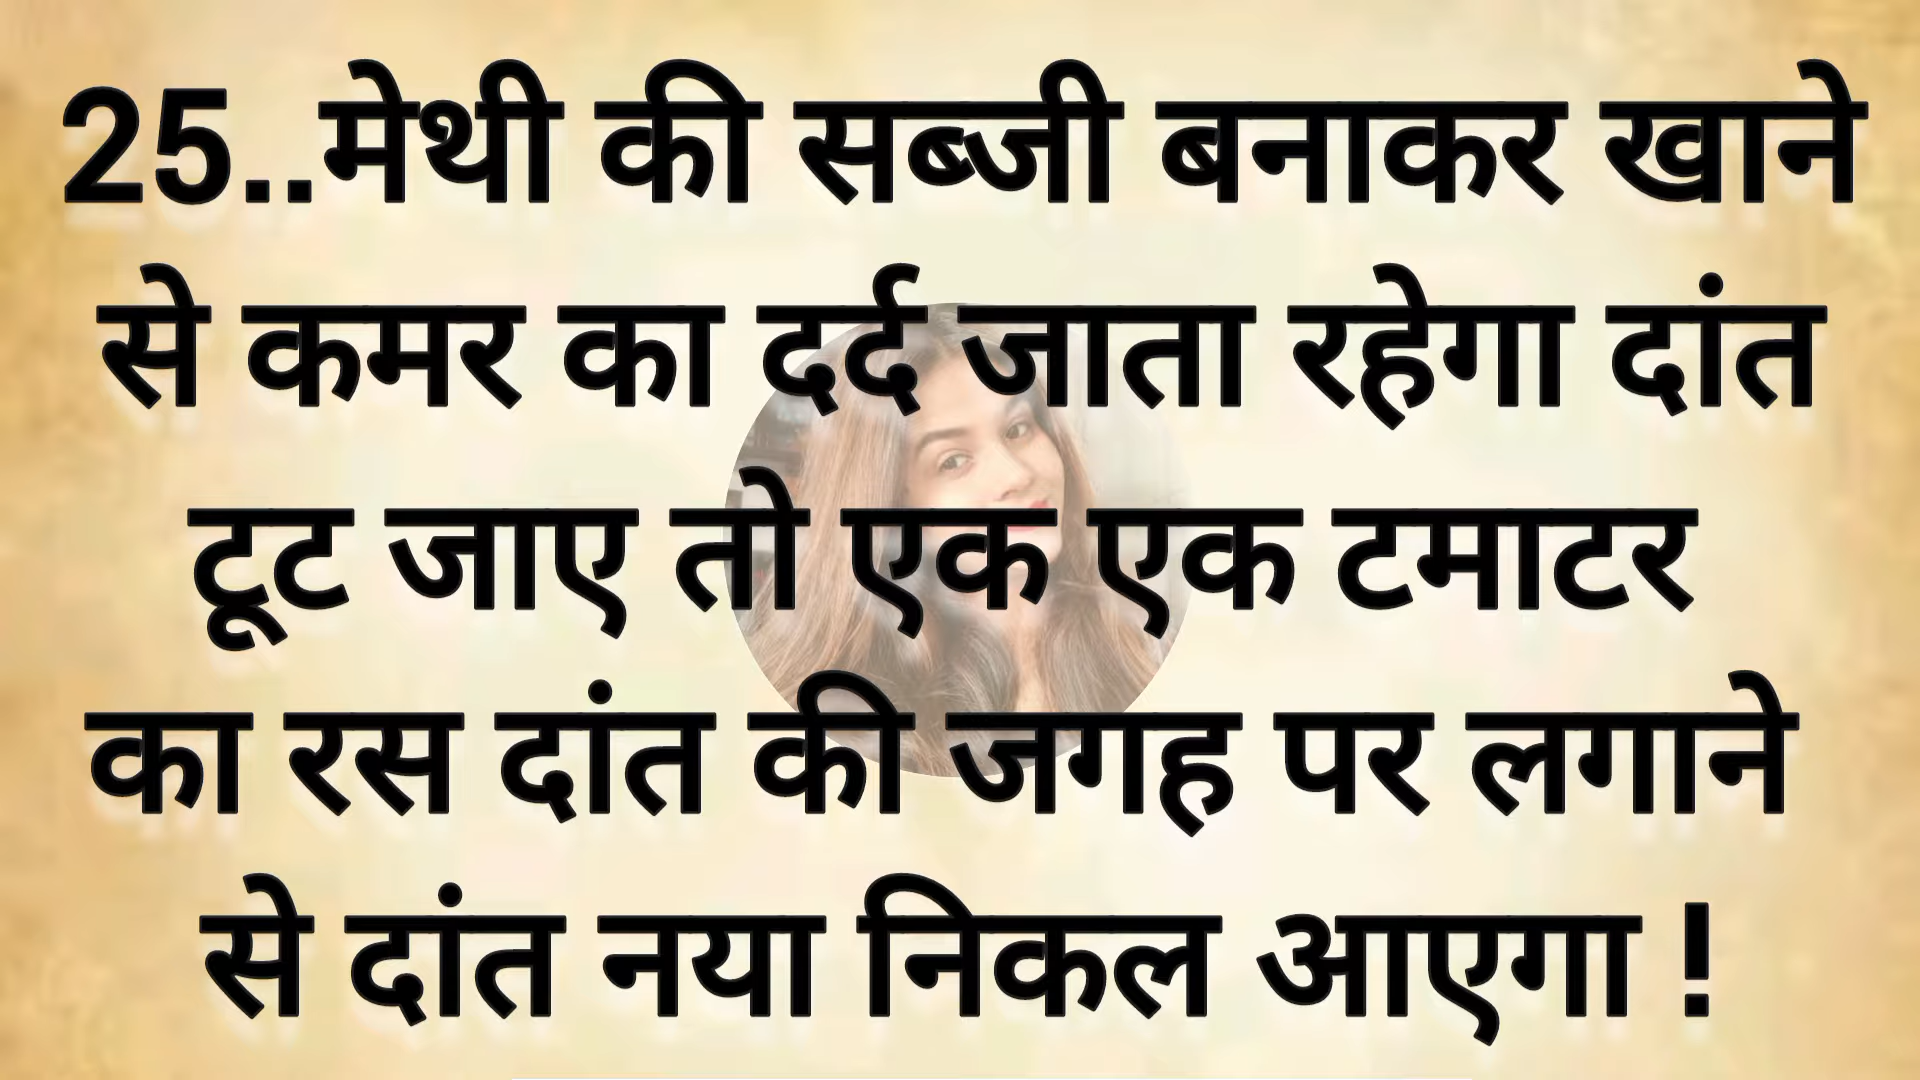 25..मेथी की सब्जी बनाकर खाने
से कमर का दर्द जाता रहेगा दांत
टूट जाए तो एक एक टमाटर
का रस दांत की जगह पर लगाने
से दांत नया निकल आएगा !